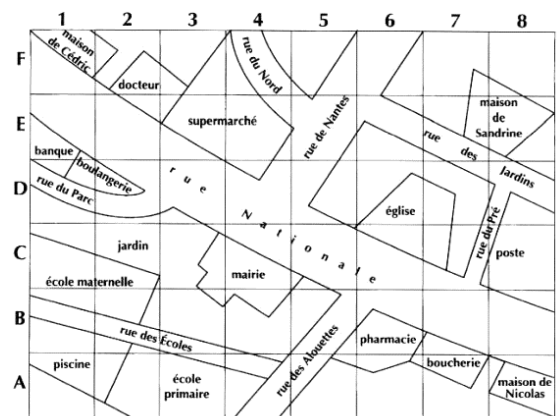 1 2 3 4 5 6 7 8
F
maison
de Cédric
docteur
rue du Nord
E
supermarché
rue de Nantes
rue des Jardins
maison
de
Sandrine
banque
boulangerie
D
rue du Parc
rue Nationale
église
rue du Pré
C
jardin
école maternelle
mairie
poste
B
rue des Écoles
rue des Alouettes
pharmacie
boucherie
A
piscine
école
primaire
maison de
Nicolas